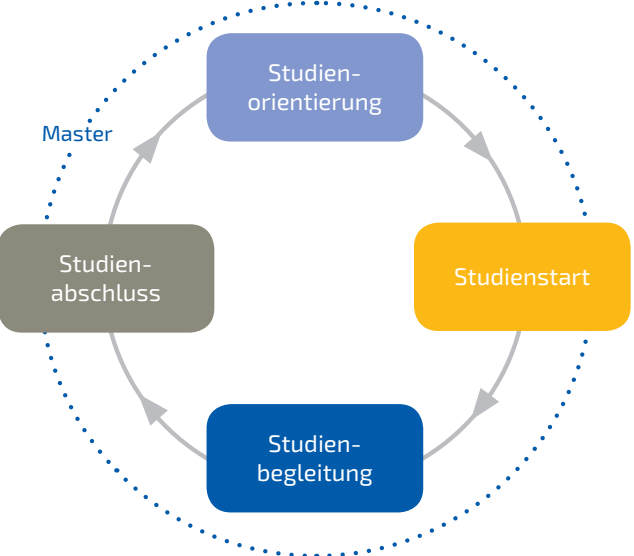 Studien-
orientierung
Master
Studien-
abschluss
Studienstart
Studien-
begleitung